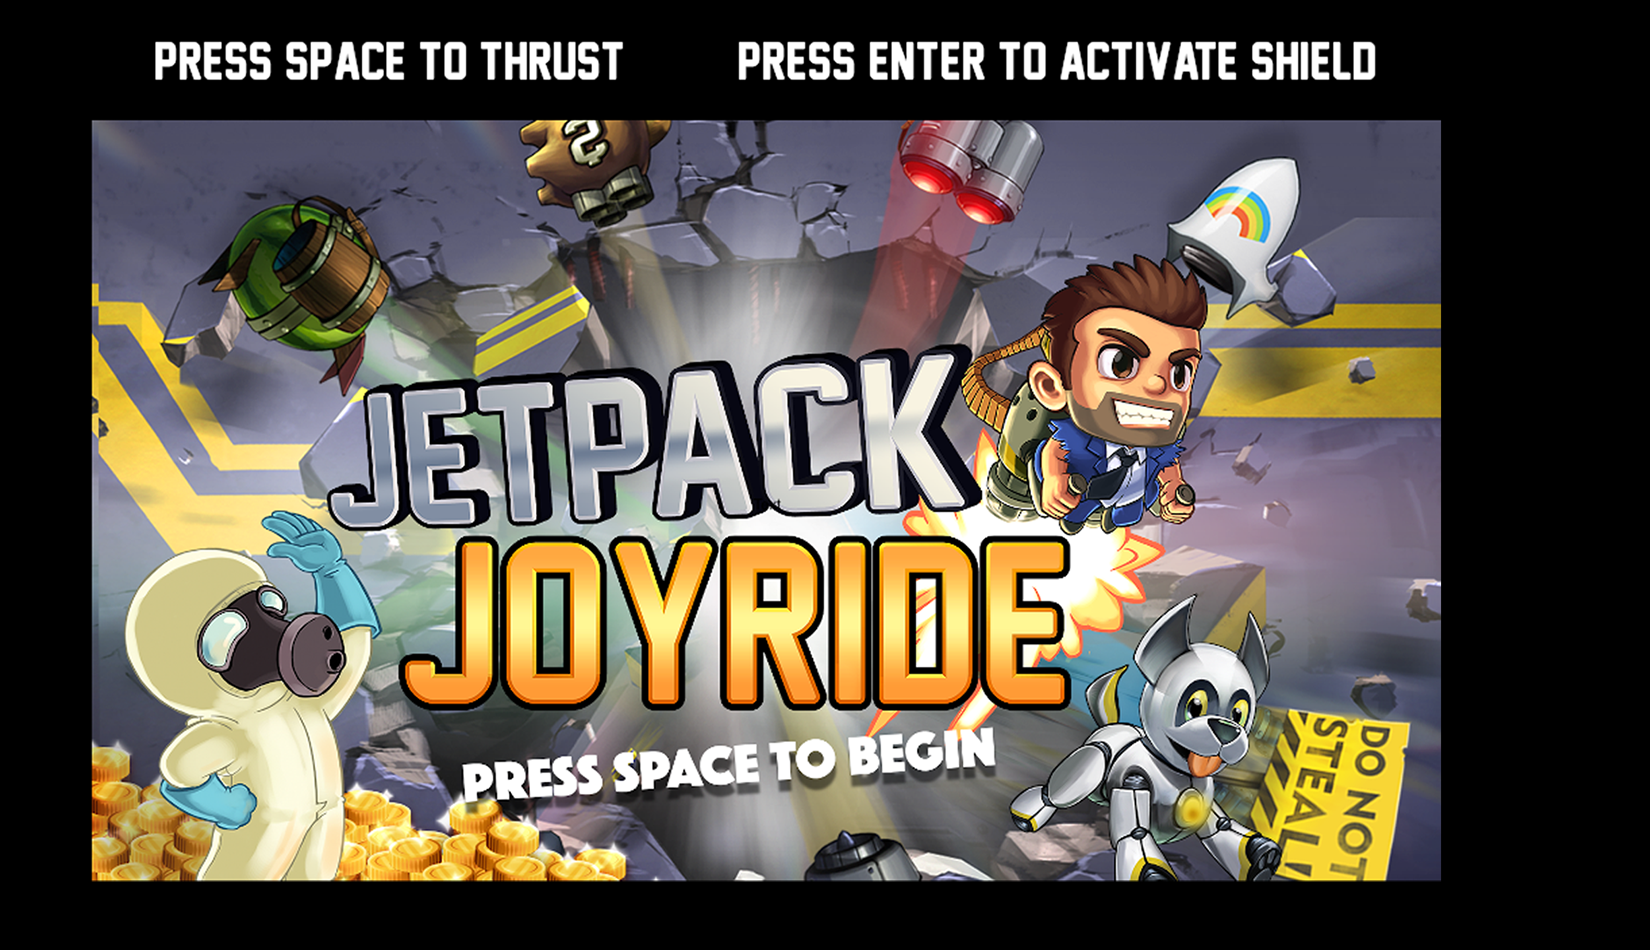 PRESS SPACE TO THRUST
PRESS ENTER TO ACTIVATE SHIELD
JETPACK
JOYRIDE
PRESS SPACE TO BEGIN
DO NOT
STEAL